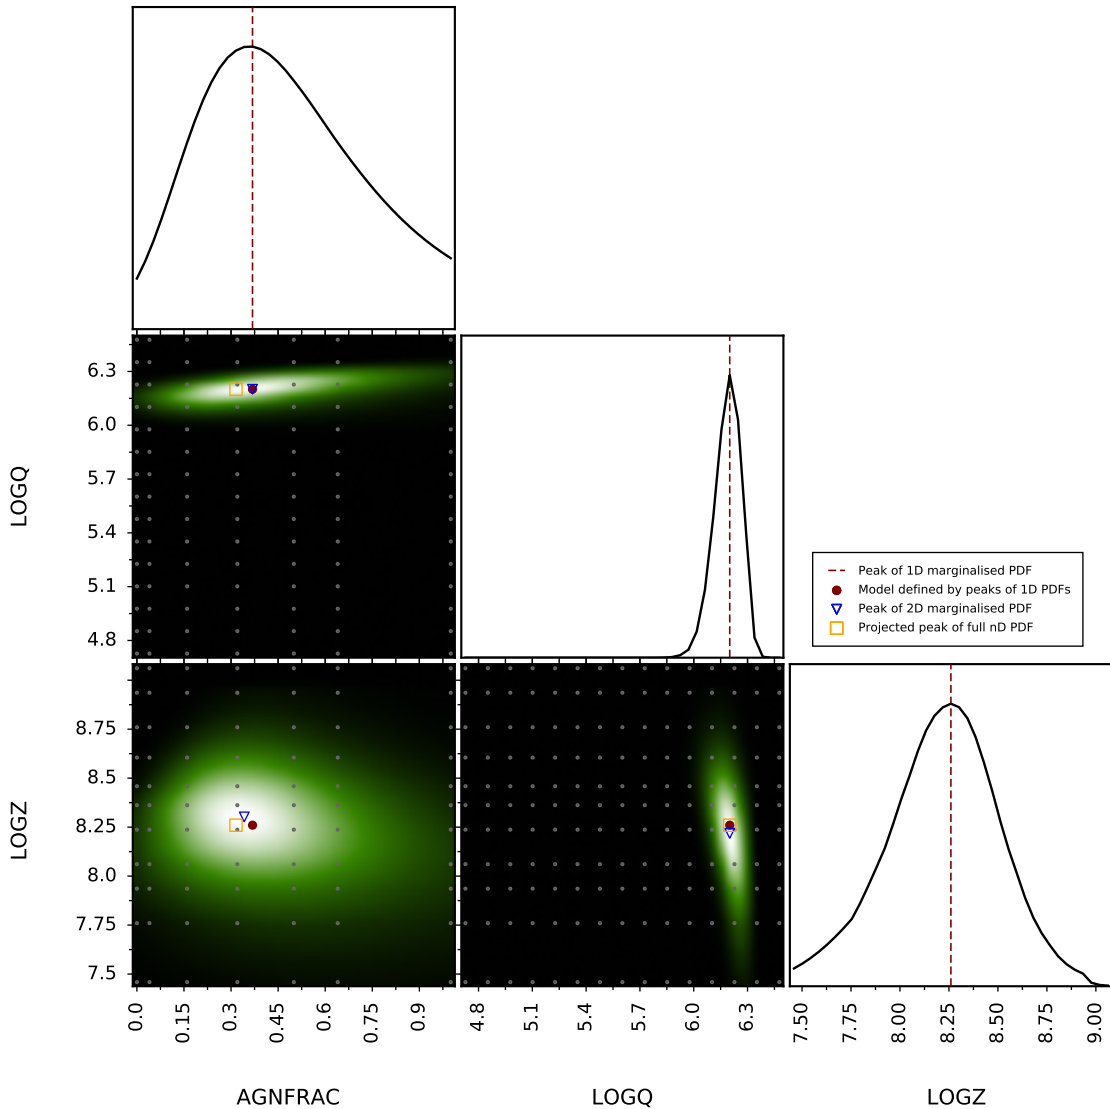 6.3
6.0
5.7
5.4
5.1
4.8
LOGQ
Peak of 1D marginalised PDF
Model defined by peaks of 1D PDFs
Peak of 2D marginalised PDF
Projected peak of full nD PDF
8.75
8.5
8.25
8.0
7.75
7.5
LOGZ
0.0 0.15 0.3 0.45 0.6 0.75 0.9
4.8 5.1 5.4 5.7 6.0 6.3
7.50 7.75 8.00 8.25 8.50 8.75 9.00
AGNFRAC LOGQ LOGZ